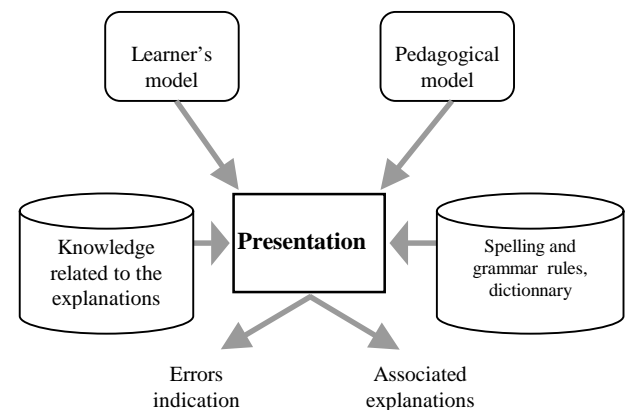 Learner's
model
Pedagogical
model
Knowledge
related to the
explanations
Presentation
Spelling and
grammar rules,
dictionnary
Errors
indication
Associated
explanations